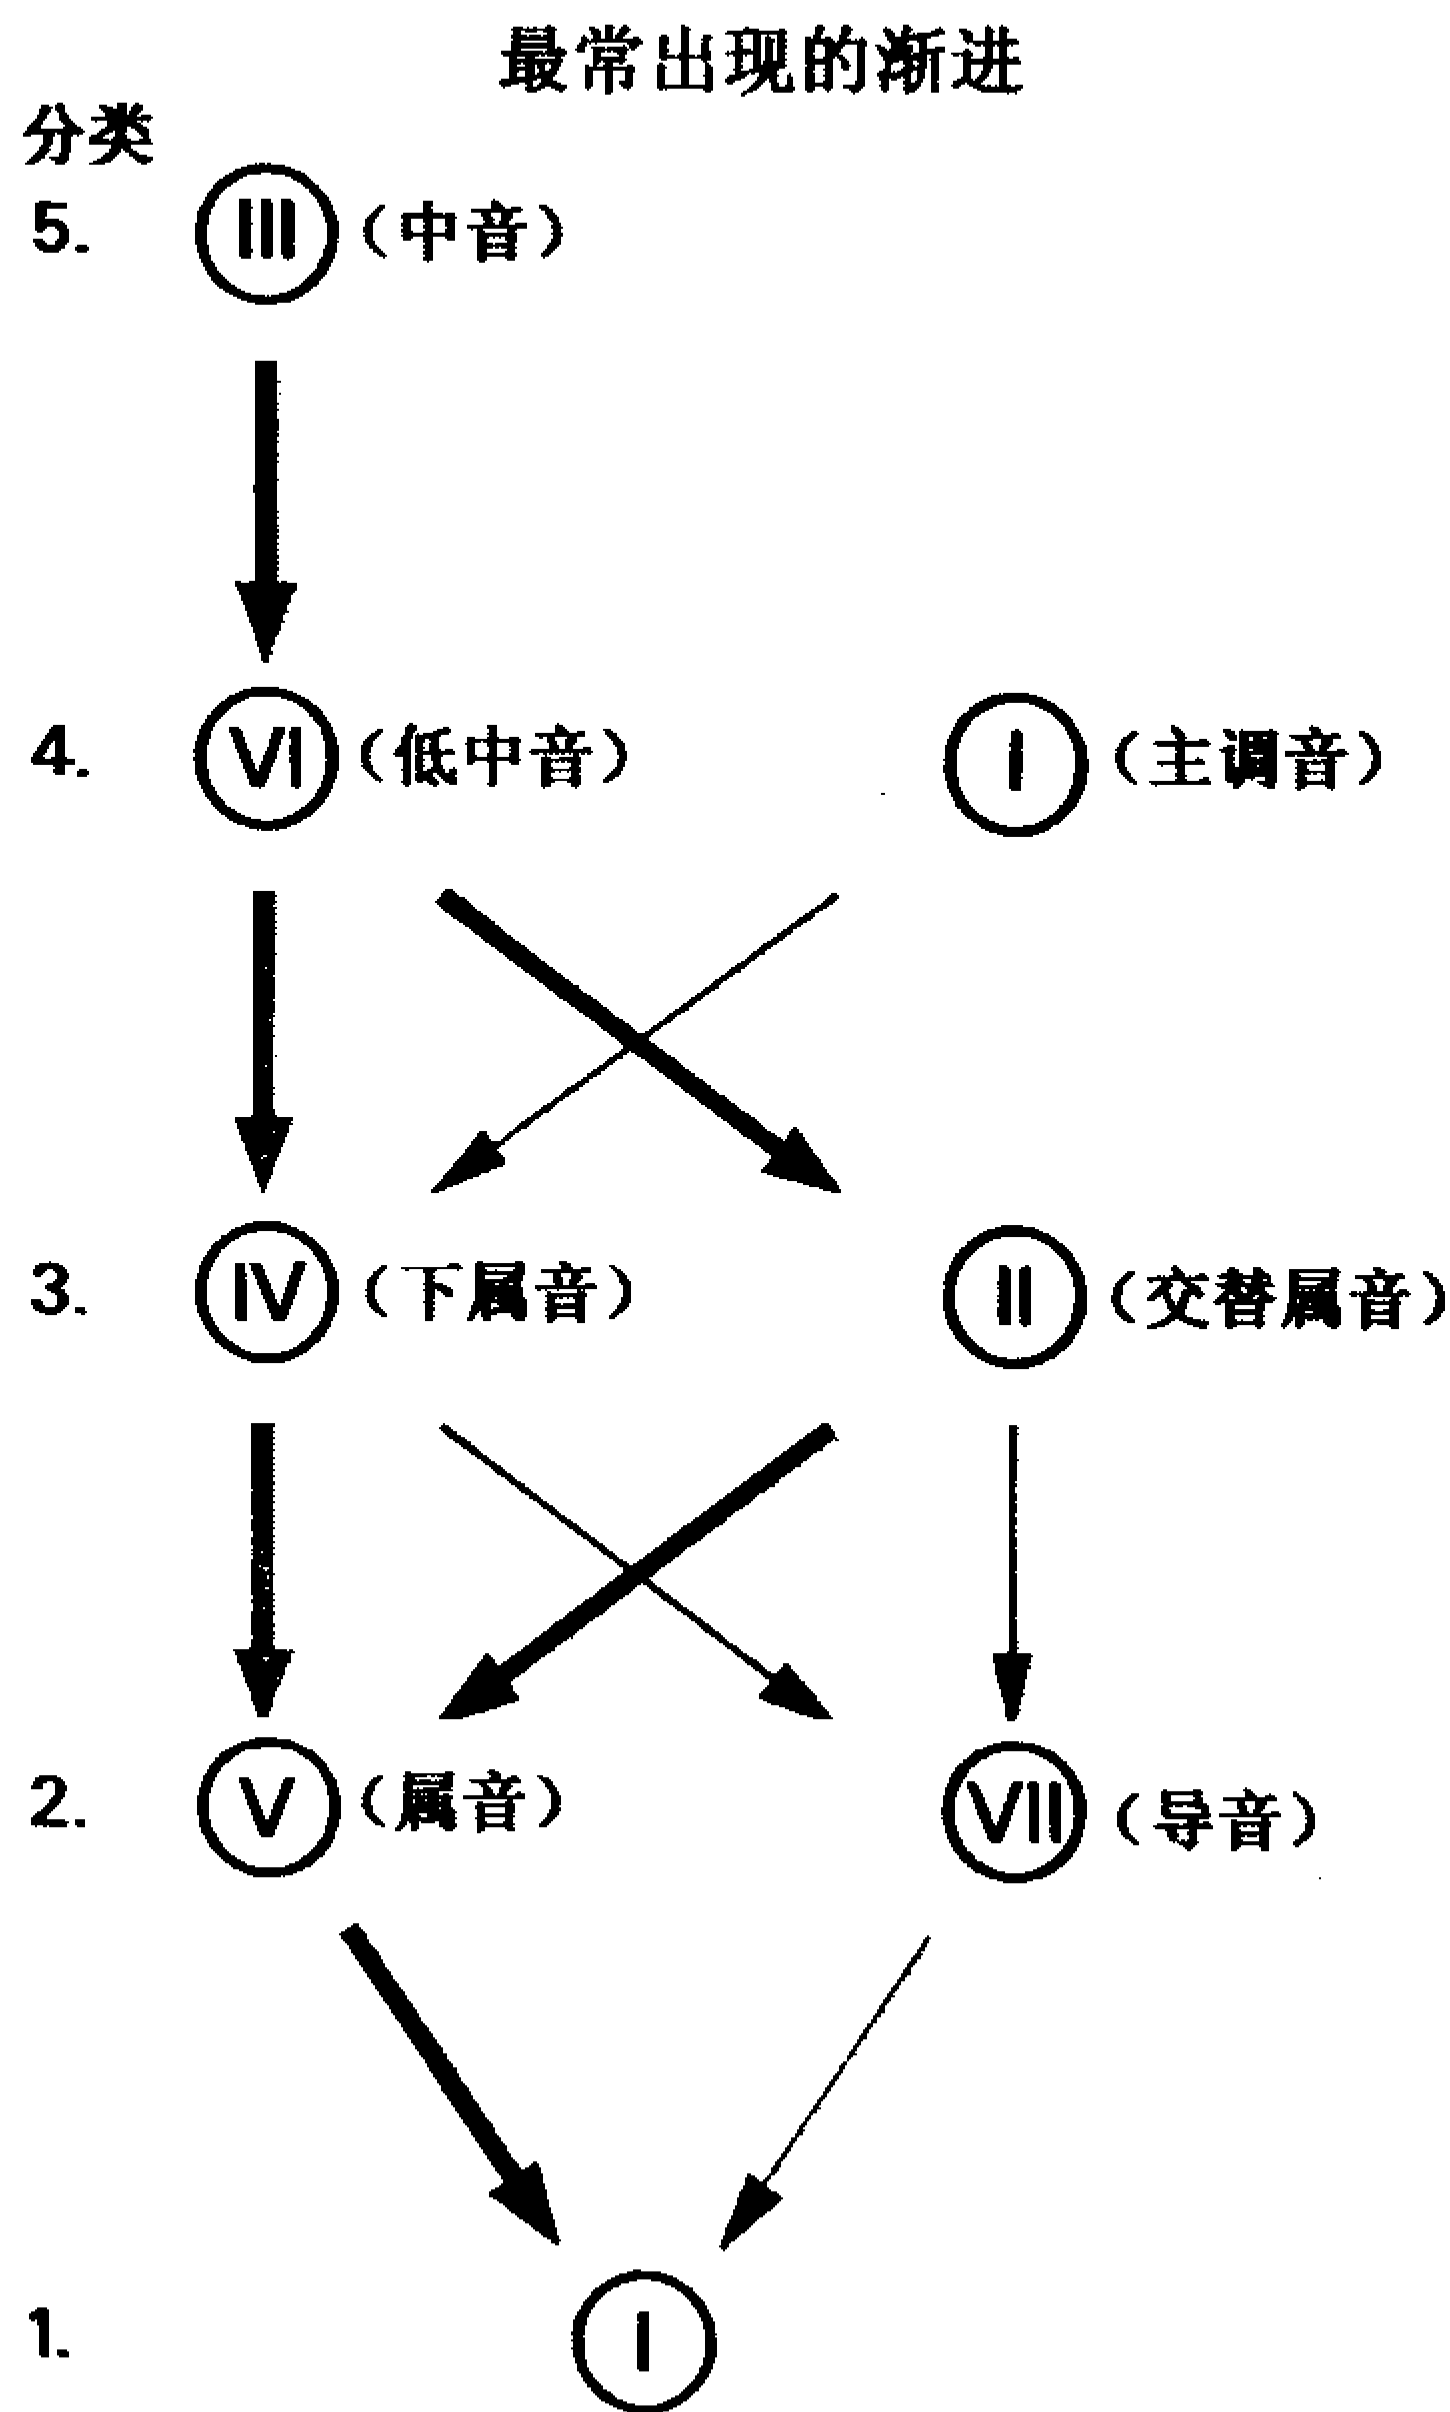 最常出现的渐进
分类
5. III（中音）
4. VI（低中音） I（主调音）
3. IV（下属音） II（交替属音）
2. V（属音） VII（导音）
1. I